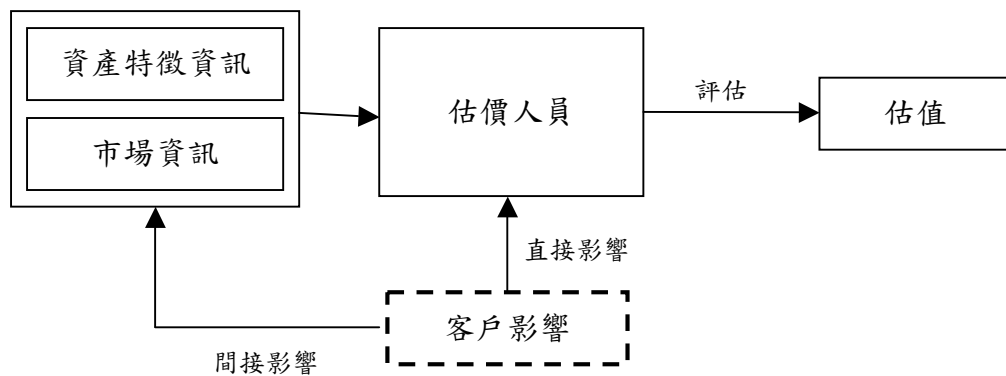 資產特徵資訊
市場資訊
估價人員
評估
估值
直接影響
客戶影響
間接影響